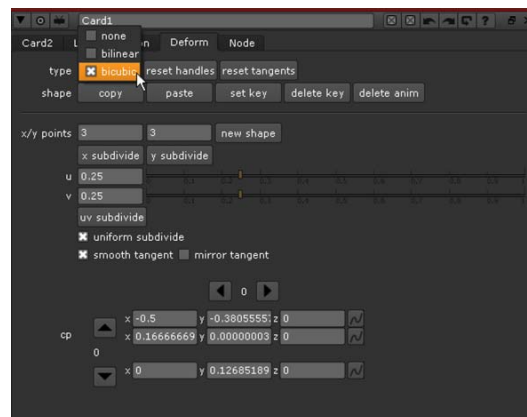 Card1
none
Card2 L n Deform Node
bilinear
type bicubic reset handles reset tangents
shape copy paste set key delete key delete anim
x/y points 3 3 new shape
x subdivide y subdivide
u 0.25
v 0.25
uv subdivide
uniform subdivide
smooth tangent mirror tangent
0
x -0.5 y -0.3805555 z 0
cp x 0.16666669 y 0.00000003 z 0
0
x 0 y 0.12685189 z 0